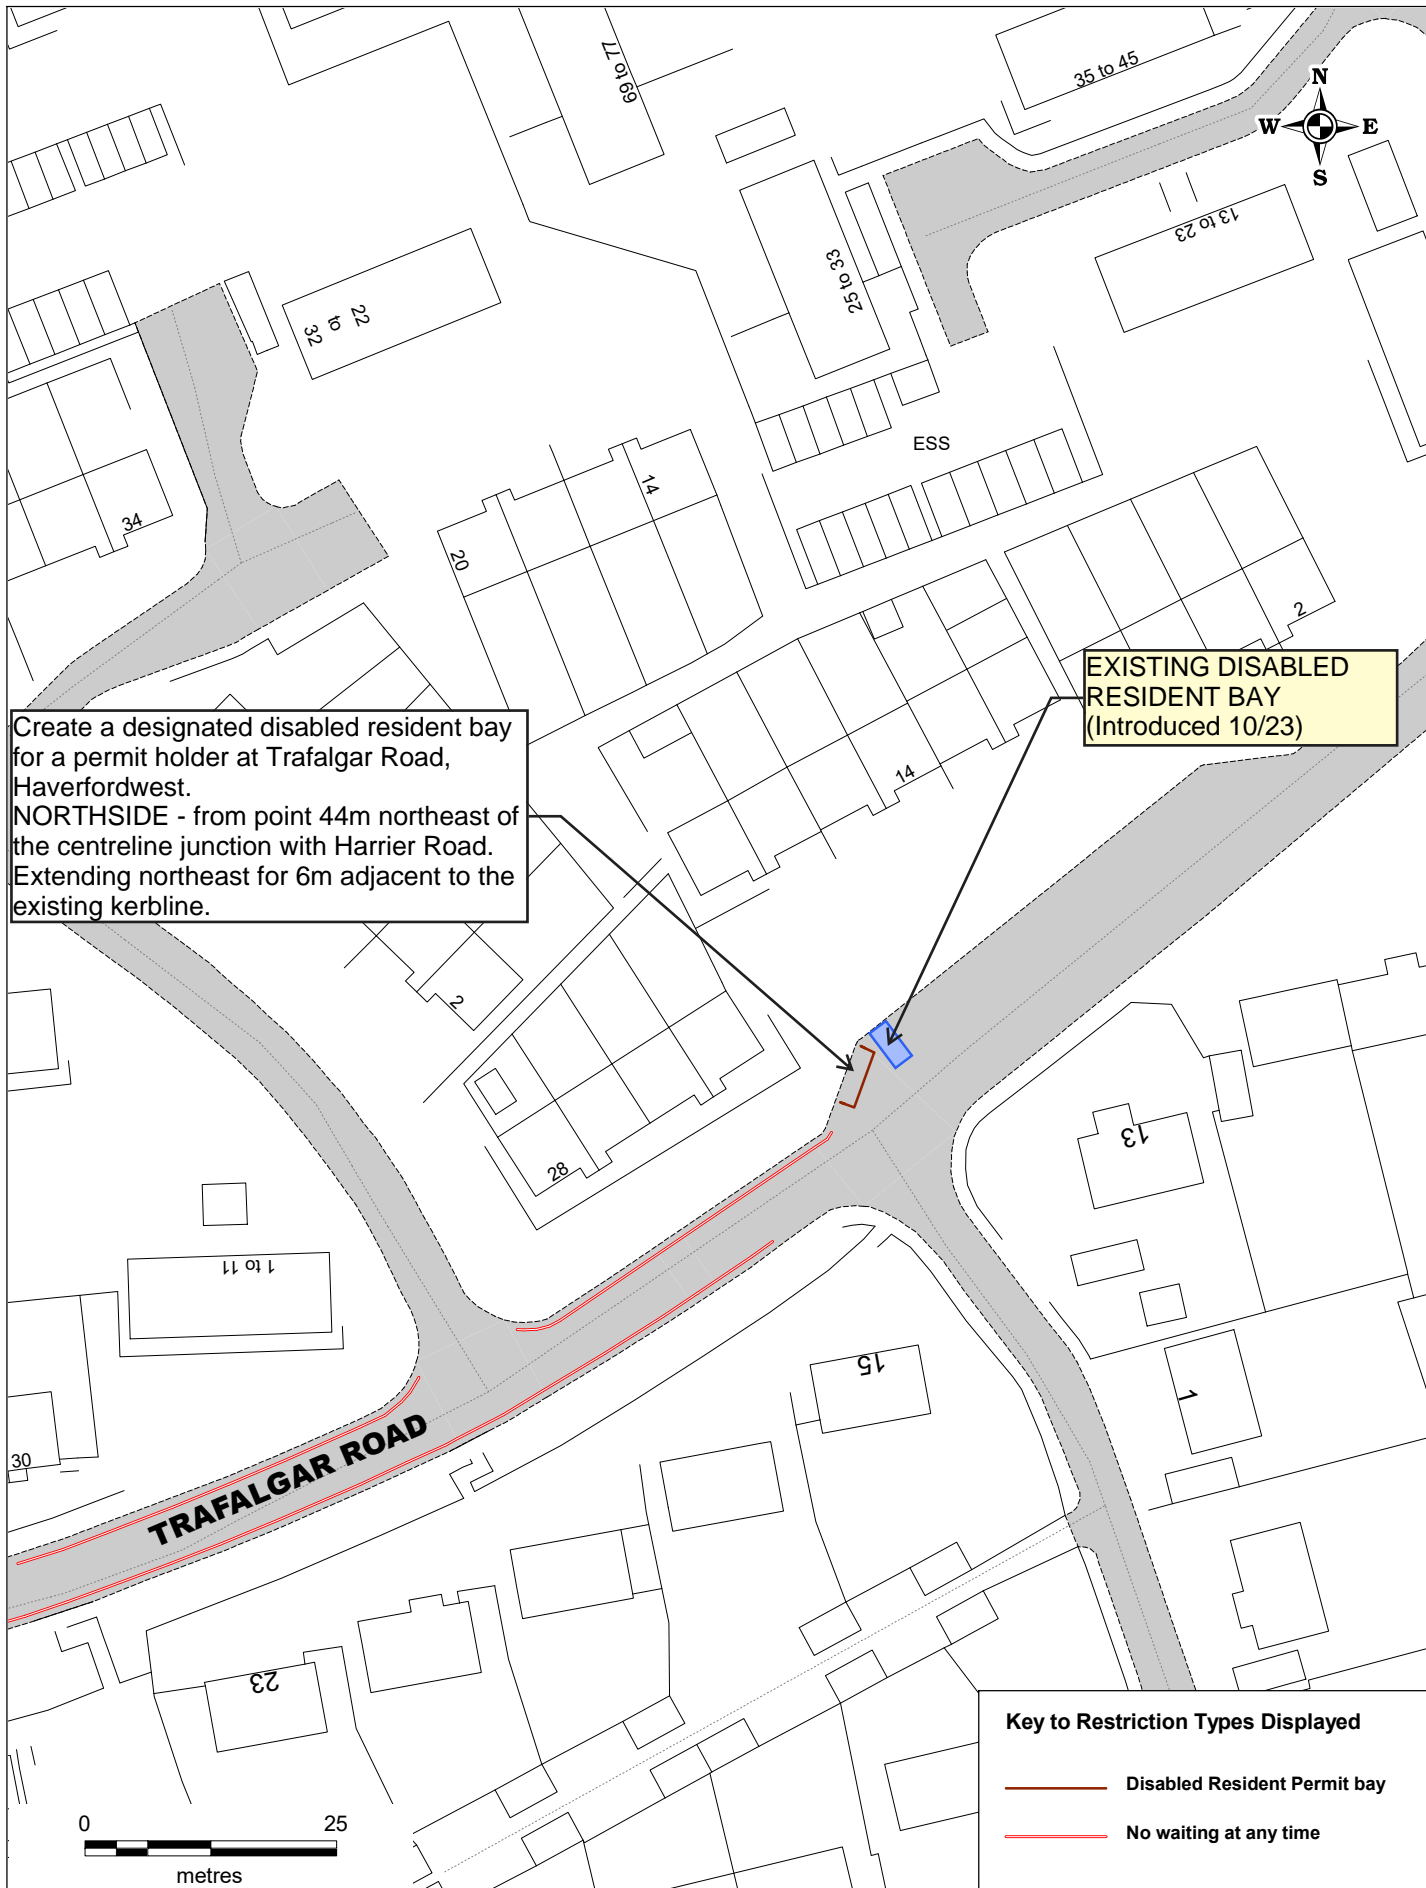 69 to 77
35 to 45
N
W E
S
13 to 23
25 to 33
32
to
22
ESS
14
34
20
2
EXISTING DISABLED
RESIDENT BAY
(Introduced 10/23)
Create a designated disabled resident bay
for a permit holder at Trafalgar Road,
Haverfordwest.
NORTHSIDE - from point 44m northeast of
the centreline junction with Harrier Road.
Extending northeast for 6m adjacent to the
existing kerbline.
14
2
13
28
1 to 11
15
1
30
TRAFALGAR ROAD
23
Key to Restriction Types Displayed
Disabled Resident Permit bay
No waiting at any time
0 25
metres